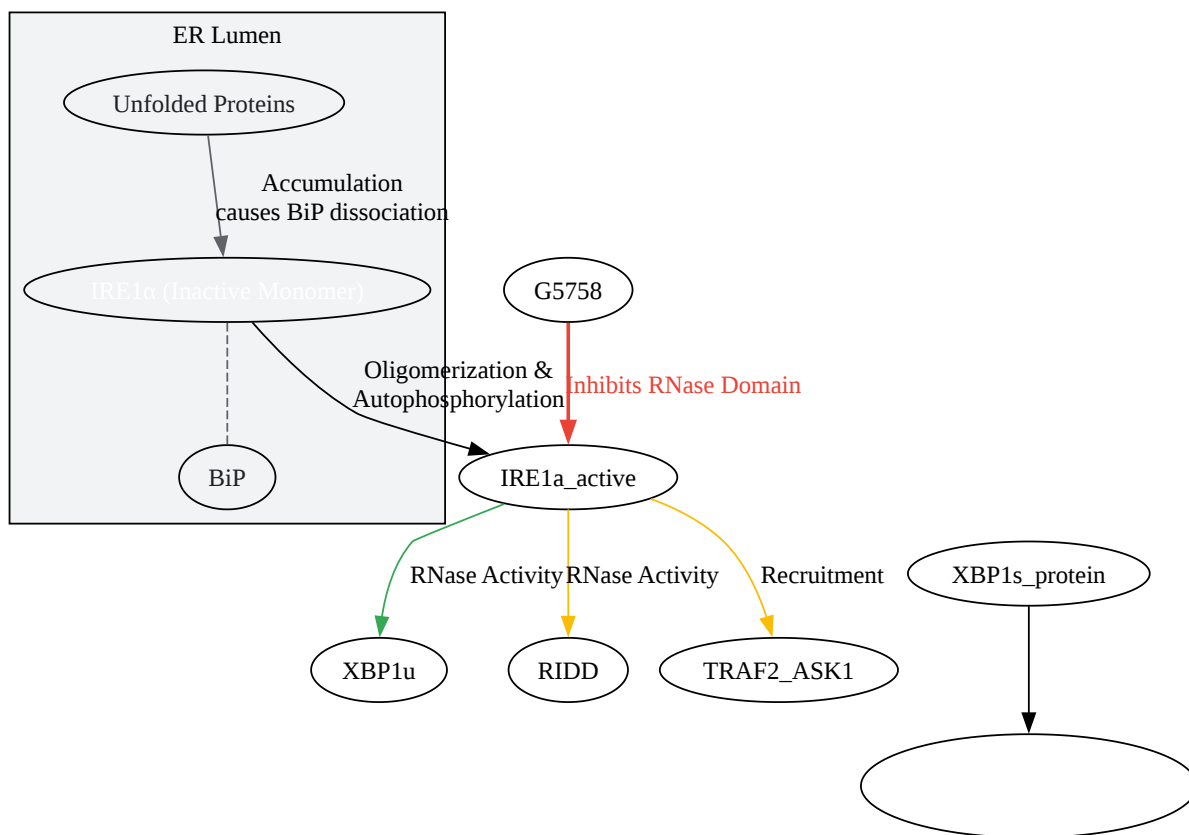 ER Lumen
Unfolded Proteins
Accumulation
causes BiP dissociation
IRE1α (Inactive Monomer)
G5758
Oligomerization &
Autophosphorylation
Inhibits RNase Domain
BiP
IRE1a_active
RNase Activity
RNase Activity
Recruitment
XBP1s_protein
XBP1u
RIDD
TRAF2_ASK1